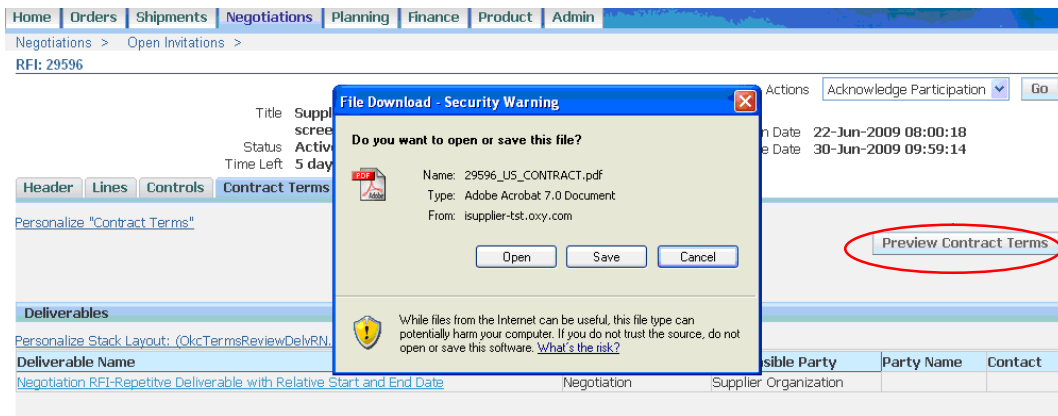 Home Orders Shipments Negotiations Planning Finance Product Admin
Negotiations > Open Invitations >
RFI: 29596
Actions Acknowledge Participation Go
Title Suppl
scree
Status Active
Time Left 5 day
n Date 22-Jun-2009 08:00:18
e Date 30-Jun-2009 09:59:14
Header Lines Controls Contract Terms
Personalize "Contract Terms"
Preview Contract Terms
File Download - Security Warning
Do you want to open or save this file?
PDF
Adobe
Name: 29596_US_CONTRACT.pdf
Type: Adobe Acrobat 7.0 Document
From: isupplier-tst.oxy.com
Open Save Cancel
While files from the Internet can be useful, this file type can
potentially harm your computer. If you do not trust the source, do not
open or save this software. What's the risk?
Deliverables
Personalize Stack Layout: (OkcTermsReviewDelvRN.
Deliverable Name sible Party Party Name Contact
Negotiation RFI-Repetitve Deliverable with Relative Start and End Date Negotiation Supplier Organization